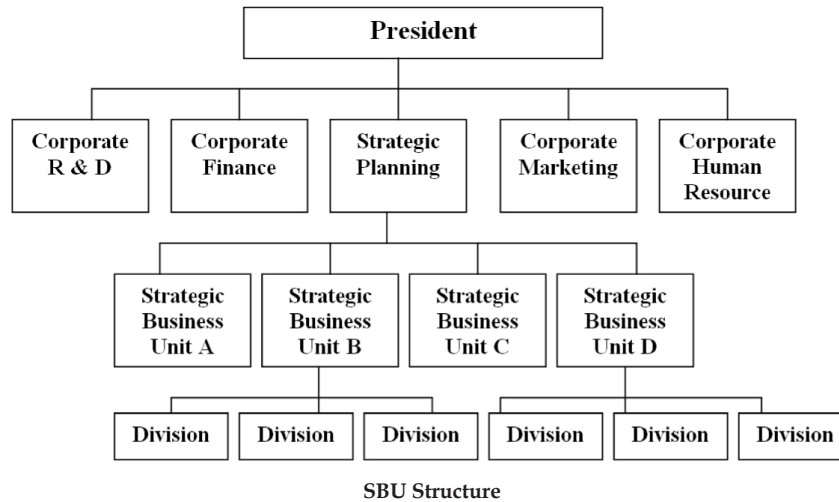 President
Corporate
R & D
Corporate
Finance
Strategic
Planning
Corporate
Marketing
Corporate
Human
Resource
Strategic
Business
Unit A
Strategic
Business
Unit B
Strategic
Business
Unit C
Strategic
Business
Unit D
Division
Division
Division
Division
Division
Division
SBU Structure